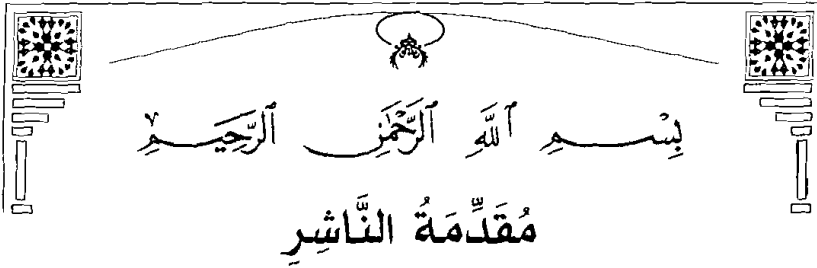 بِسْمِ ٱللَّهِ ٱلرَّحْمَٰنِ ٱلرَّحِيمِ
مُقَدِّمَةُ النَّاشِرِ